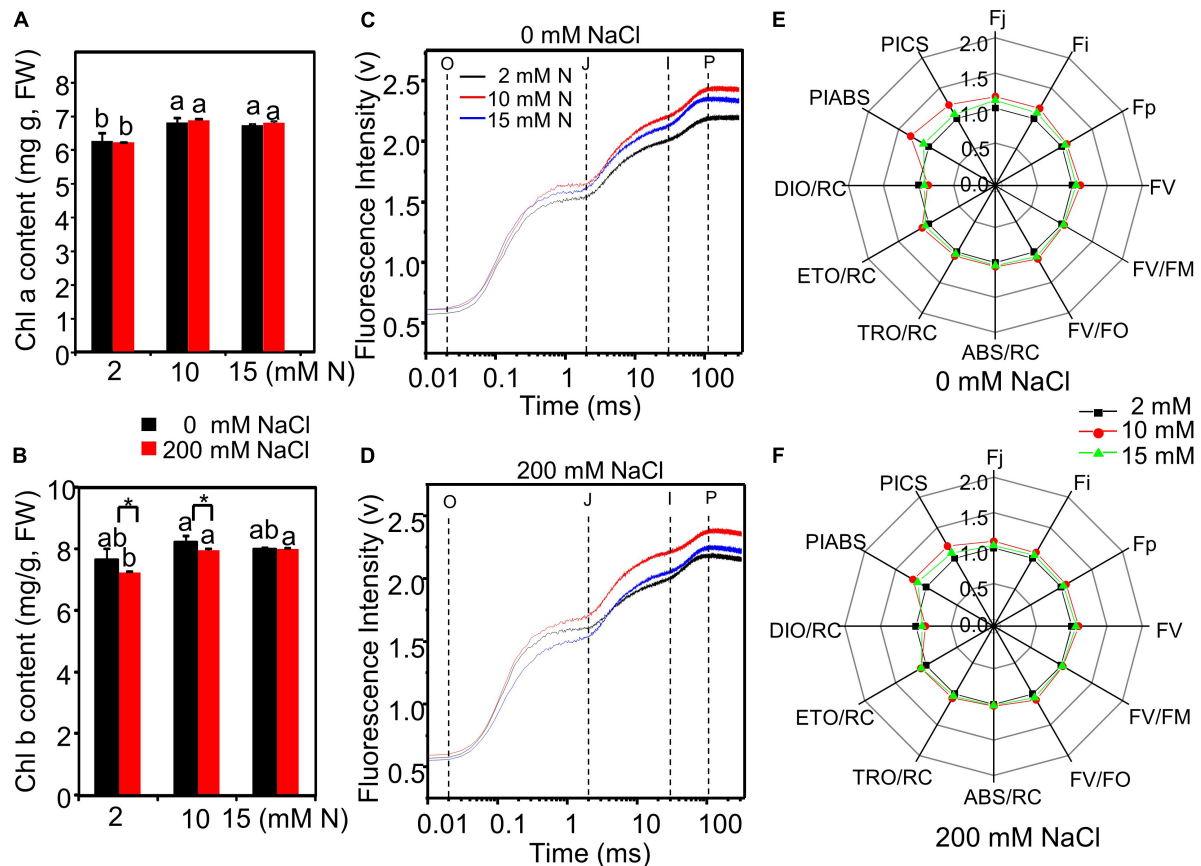 A
Chl a content (mg g, FW)
8
7
6
5
4
3
2
1
0
b b
a a
a a
2 10 15 (mM N)
0 mM NaCl
200 mM NaCl
B
Chl b content (mg/g, FW)
10
8
6
4
2
0
*
ab b
*
a a
ab a
2 10 15 (mM N)
C
0 mM NaCl
Fluorescence Intensity (v)
2.5
2.0
1.5
1.0
0.5
O J I P
2 mM N
10 mM N
15 mM N
0.01 0.1 1 10 100
Time (ms)
D
200 mM NaCl
Fluorescence Intensity (v)
2.5
2.0
1.5
1.0
0.5
O J I P
0.01 0.1 1 10 100
Time (ms)
E
Fj
Fi
Fp
FV
FV/FM
FV/FO
ABS/RC
TRO/RC
ETO/RC
DIO/RC
PIABS
PICS
2.0
1.5
1.0
0.5
0.0
0 mM NaCl
2 mM
10 mM
15 mM
F
Fj
Fi
Fp
FV
FV/FM
FV/FO
ABS/RC
TRO/RC
ETO/RC
DIO/RC
PIABS
PICS
2.0
1.5
1.0
0.5
0.0
200 mM NaCl